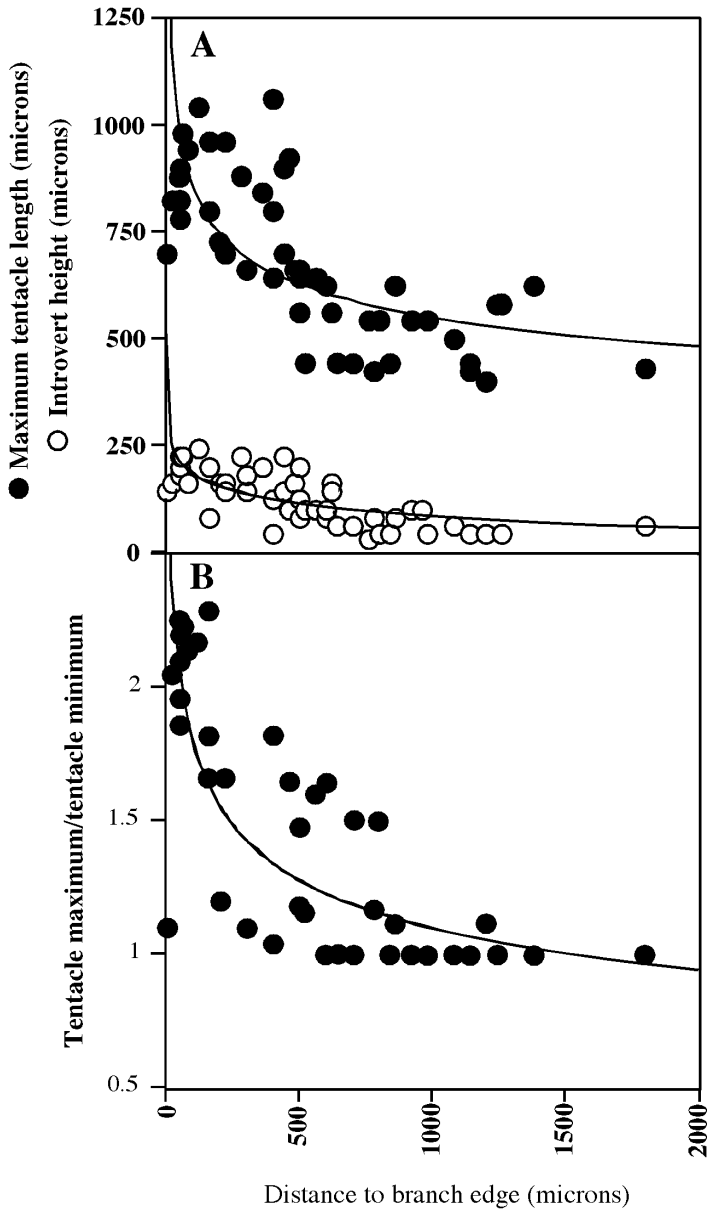 Maximum tentacle length (microns)
Introvert height (microns)
A
1250
1000
750
500
250
0
B
Tentacle maximum/tentacle minimum
2
1.5
1
0.5
0
500
1000
1500
2000
Distance to branch edge (microns)